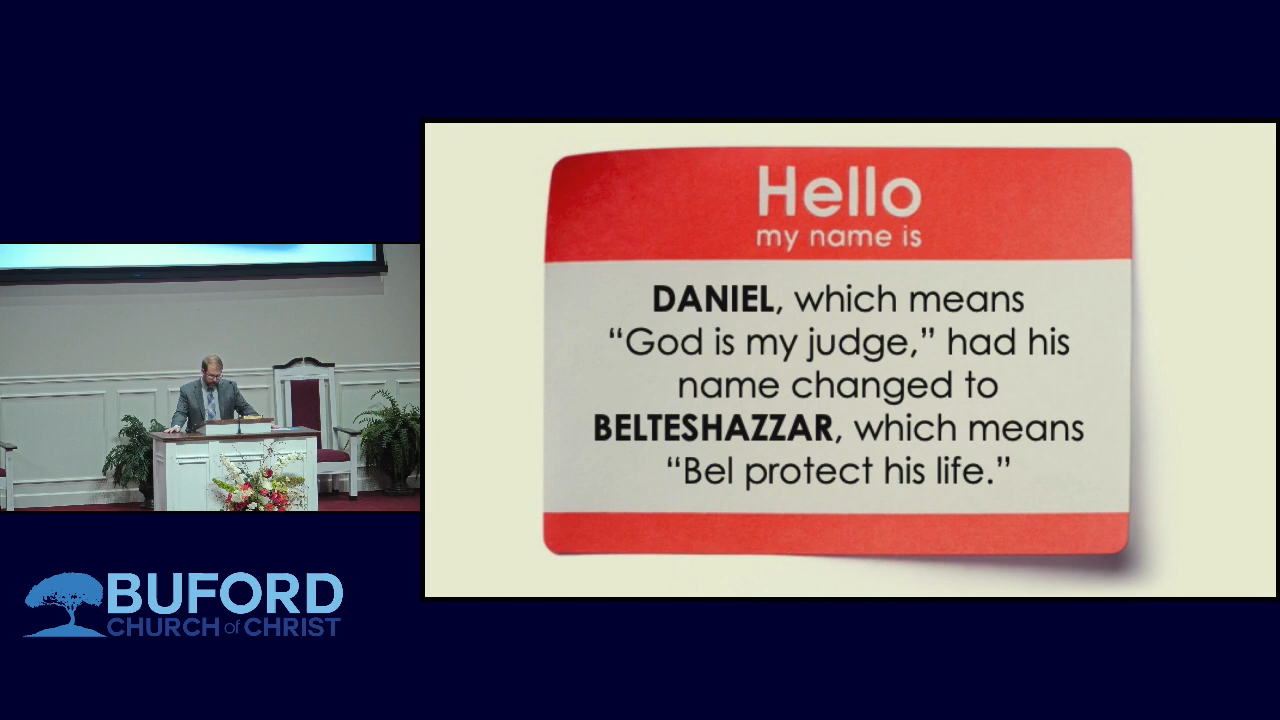 Hello
my name is
DANIEL, which means
“God is my judge,” had his
name changed to
BELTESHAZZAR, which means
“Bel protect his life.”
BUFORD
CHURCH of CHRIST